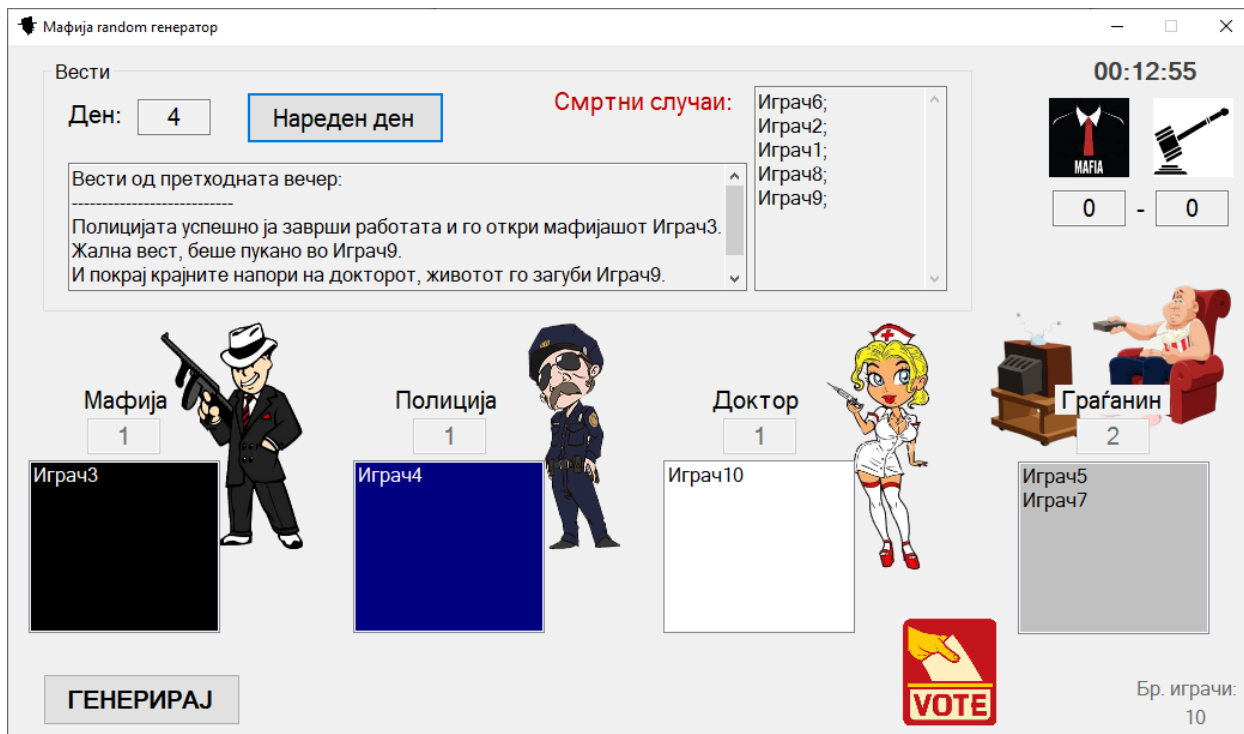 Мафија random генератор
Вести
Ден: 4
Нареден ден
Смртни случаи:
Играч6;
Играч2;
Играч1;
Играч8;
Играч9;
00:12:55
MAFIA
0 - 0
Вести од претходната вечер:
----------------------------
Полицијата успешно ја заврши работата и го откри мафијашот Играч3.
Жална вест, беше пукано во Играч9.
И покрај крајните напори на докторот, животот го загуби Играч9.
Мафија
1
Играч3
Полиција
1
Играч4
Доктор
1
Играч10
Граѓанин
2
Играч5
Играч7
ГЕНЕРИРАЈ
VOTE
Бр. играчи:
10